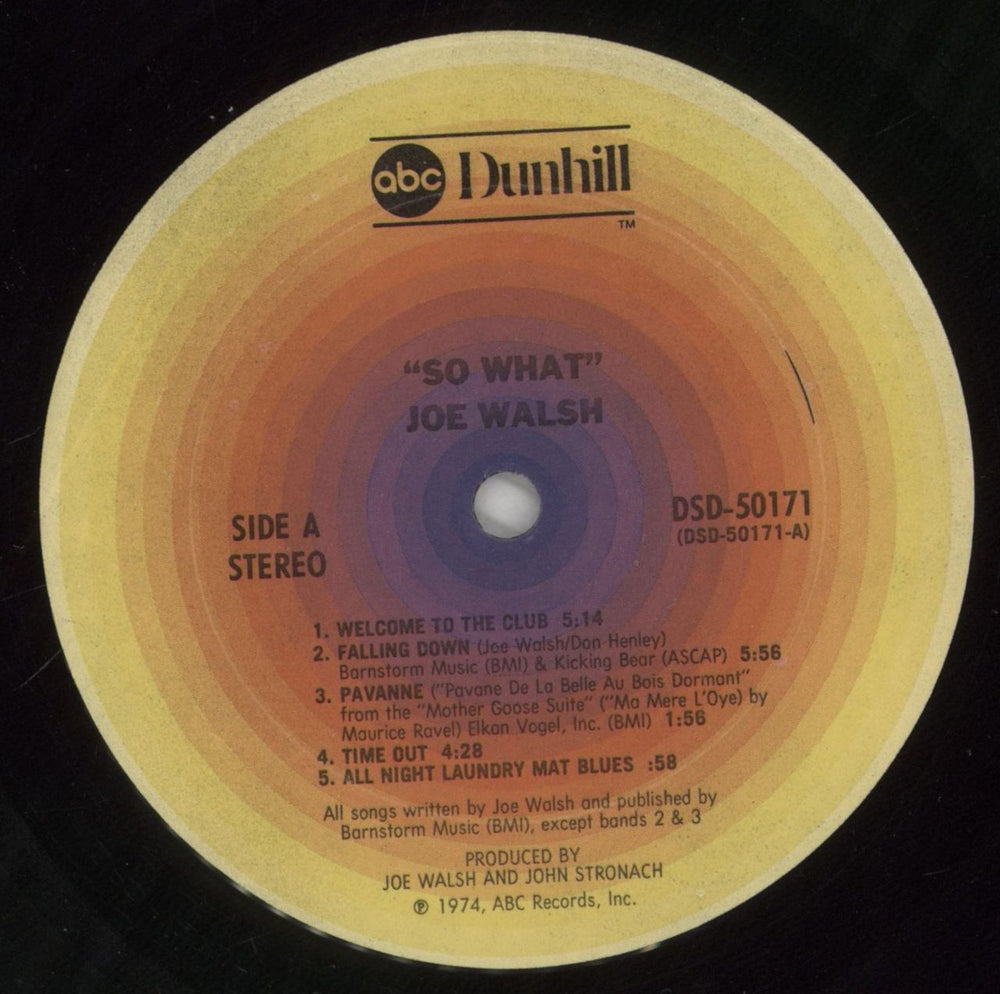 abc Dunhill
TM
"SO WHAT"
JOE WALSH
SIDE A
STEREO
DSD-50171
(DSD-50171-A)
1. WELCOME TO THE CLUB 5:14
2. FALLING DOWN (Joe Walsh/Don Henley)
Barnstorm Music (BMI) & Kicking Bear (ASCAP) 5:56
3. PAVANNE ("Pavane De La Belle Au Bois Dormant"
from the "Mother Goose Suite" ("Ma Mere L'Oye) by
Maurice Ravel) Elkan Vogel, Inc. (BMI) 1:56
4. TIME OUT 4:28
5. ALL NIGHT LAUNDRY MAT BLUES :58
All songs written by Joe Walsh and published by
Barnstorm Music (BMI), except bands 2 & 3
PRODUCED BY
JOE WALSH AND JOHN STRONACH
℗ 1974, ABC Records, Inc.